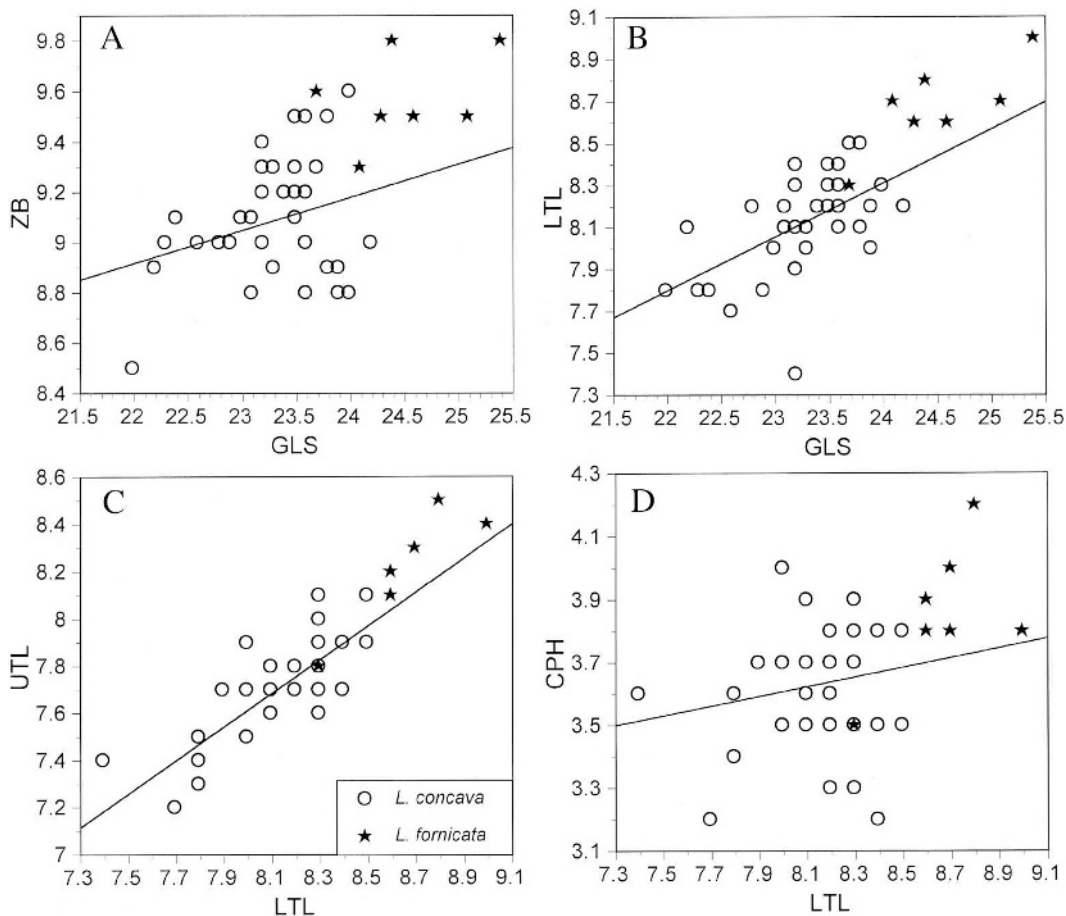 A
ZB
9.8
9.6
9.4
9.2
9
8.8
8.6
8.4
21.5 22 22.5 23 23.5 24 24.5 25 25.5
GLS
B
LTL
9.1
8.9
8.7
8.5
8.3
8.1
7.9
7.7
7.5
7.3
21.5 22 22.5 23 23.5 24 24.5 25 25.5
GLS
C
UTL
8.6
8.4
8.2
8
7.8
7.6
7.4
7.2
7
7.3 7.5 7.7 7.9 8.1 8.3 8.5 8.7 8.9 9.1
LTL
L. concava
L. fornicata
D
CPH
4.3
4.1
3.9
3.7
3.5
3.3
3.1
7.3 7.5 7.7 7.9 8.1 8.3 8.5 8.7 8.9 9.1
LTL